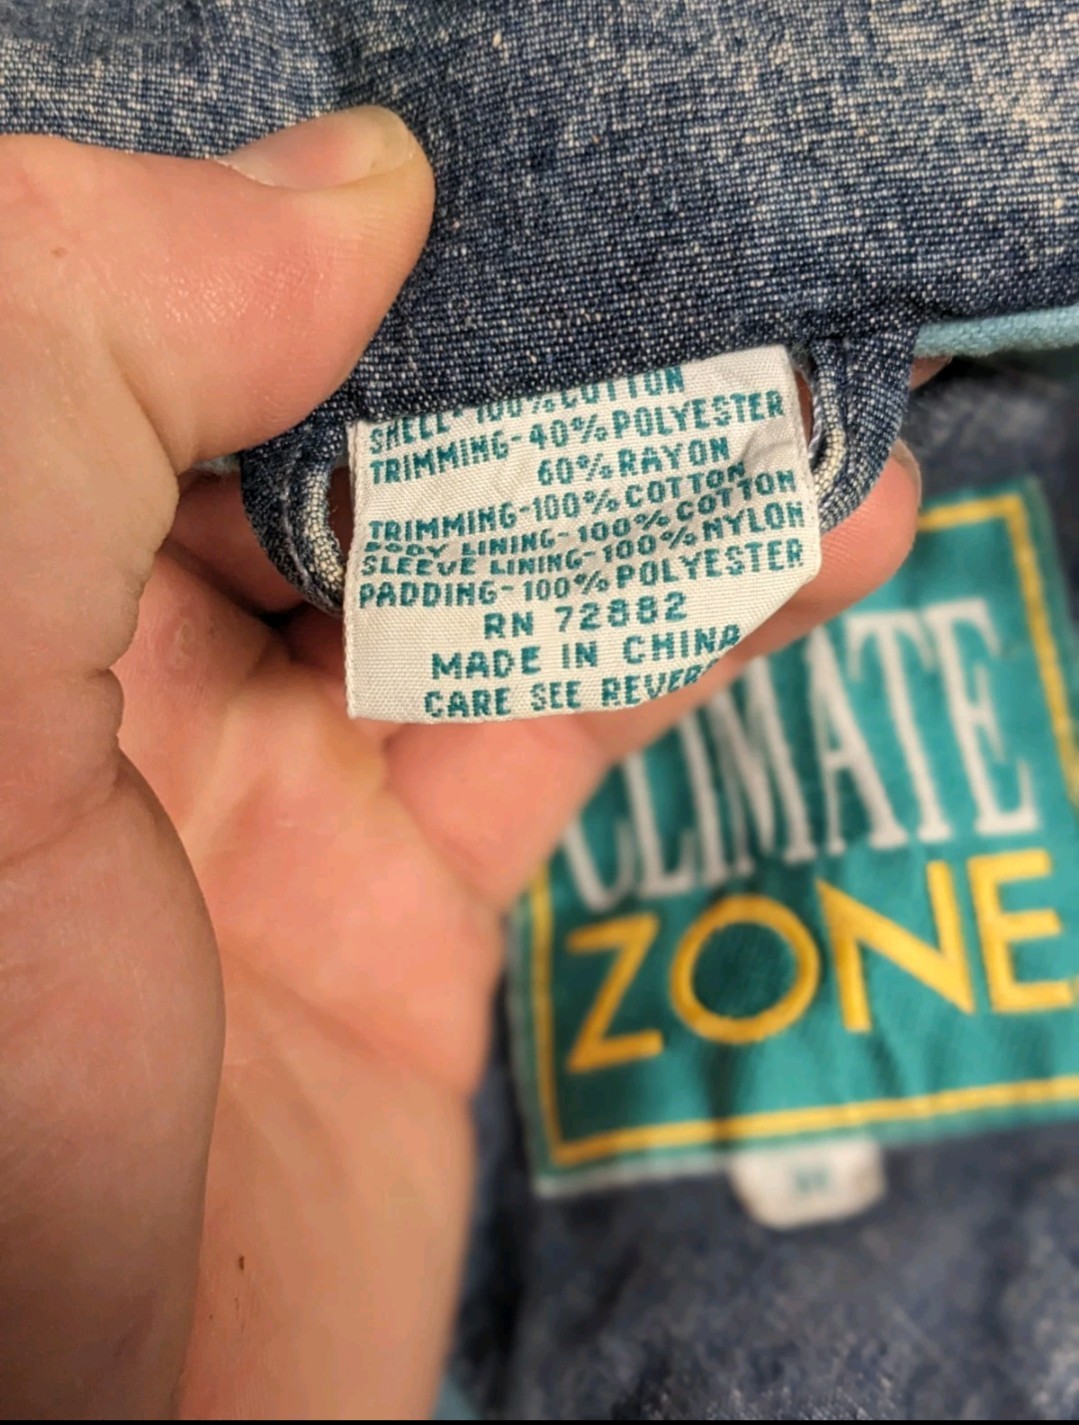 SHELL-100%COTTON
TRIMMING-40%POLYESTER
60%RAYON
TRIMMING-100%COTTON
BODY LINING-100%COTTON
SLEEVE LINING-100%NYLON
PADDING-100%POLYESTER
RN 72882
MADE IN CHINA
CARE SEE REVER
CLIMATE
ZONE